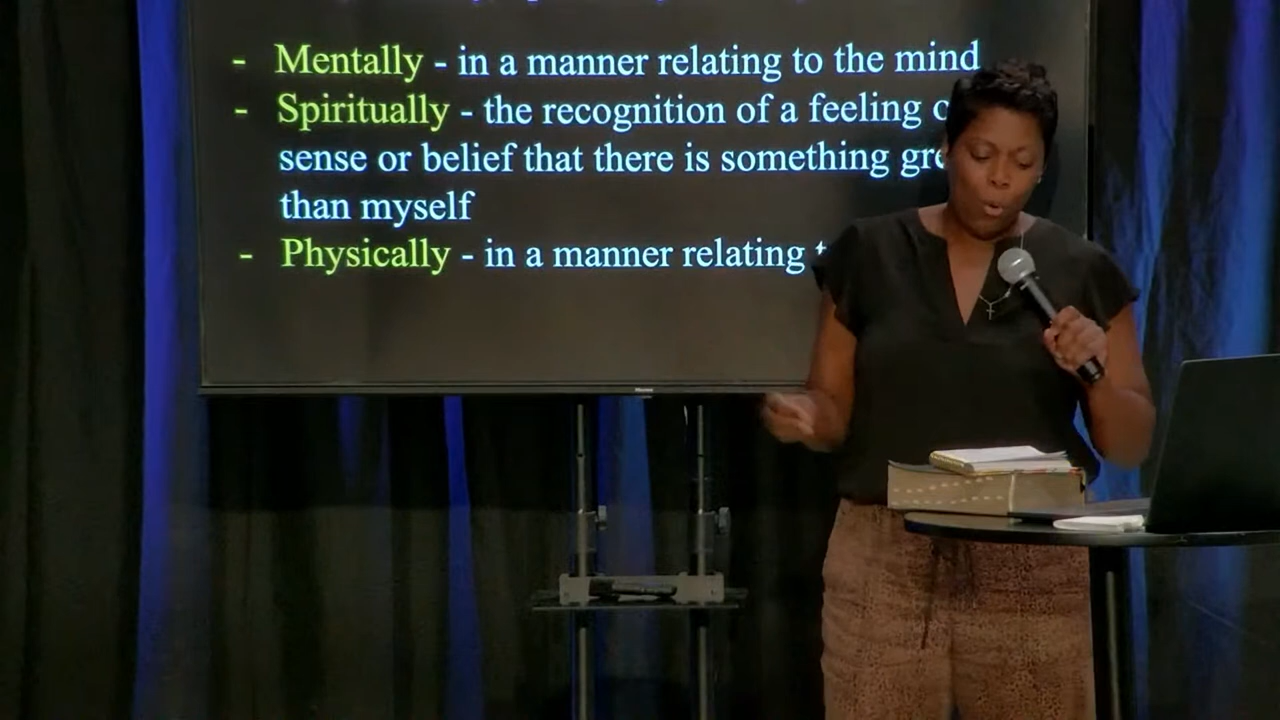 - Mentally - in a manner relating to the mind
- Spiritually - the recognition of a feeling
sense or belief that there is something
than myself
- Physically - in a manner relating